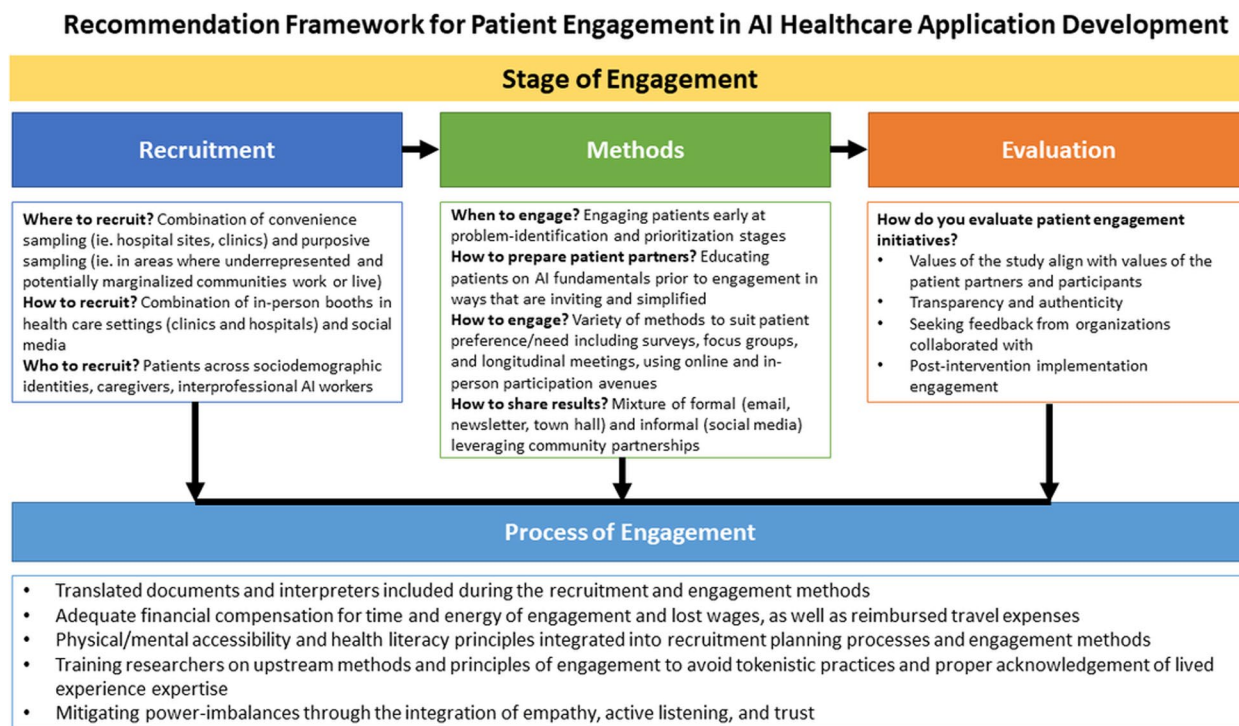 Recommendation Framework for Patient Engagement in AI Healthcare Application Development
Stage of Engagement
Recruitment
Where to recruit? Combination of convenience
sampling (ie. hospital sites, clinics) and purposive
sampling (ie. in areas where underrepresented and
potentially marginalized communities work or live)
How to recruit? Combination of in-person booths in
health care settings (clinics and hospitals) and social
media
Who to recruit? Patients across sociodemographic
identities, caregivers, interprofessional AI workers
Methods
When to engage? Engaging patients early at
problem-identification and prioritization stages
How to prepare patient partners? Educating
patients on AI fundamentals prior to engagement in
ways that are inviting and simplified
How to engage? Variety of methods to suit patient
preference/need including surveys, focus groups,
and longitudinal meetings, using online and in-
person participation avenues
How to share results? Mixture of formal (email,
newsletter, town hall) and informal (social media)
leveraging community partnerships
Evaluation
How do you evaluate patient engagement
initiatives?
• Values of the study align with values of the
patient partners and participants
• Transparency and authenticity
• Seeking feedback from organizations
collaborated with
• Post-intervention implementation
engagement
Process of Engagement
• Translated documents and interpreters included during the recruitment and engagement methods
• Adequate financial compensation for time and energy of engagement and lost wages, as well as reimbursed travel expenses
• Physical/mental accessibility and health literacy principles integrated into recruitment planning processes and engagement methods
• Training researchers on upstream methods and principles of engagement to avoid tokenistic practices and proper acknowledgement of lived
experience expertise
• Mitigating power-imbalances through the integration of empathy, active listening, and trust